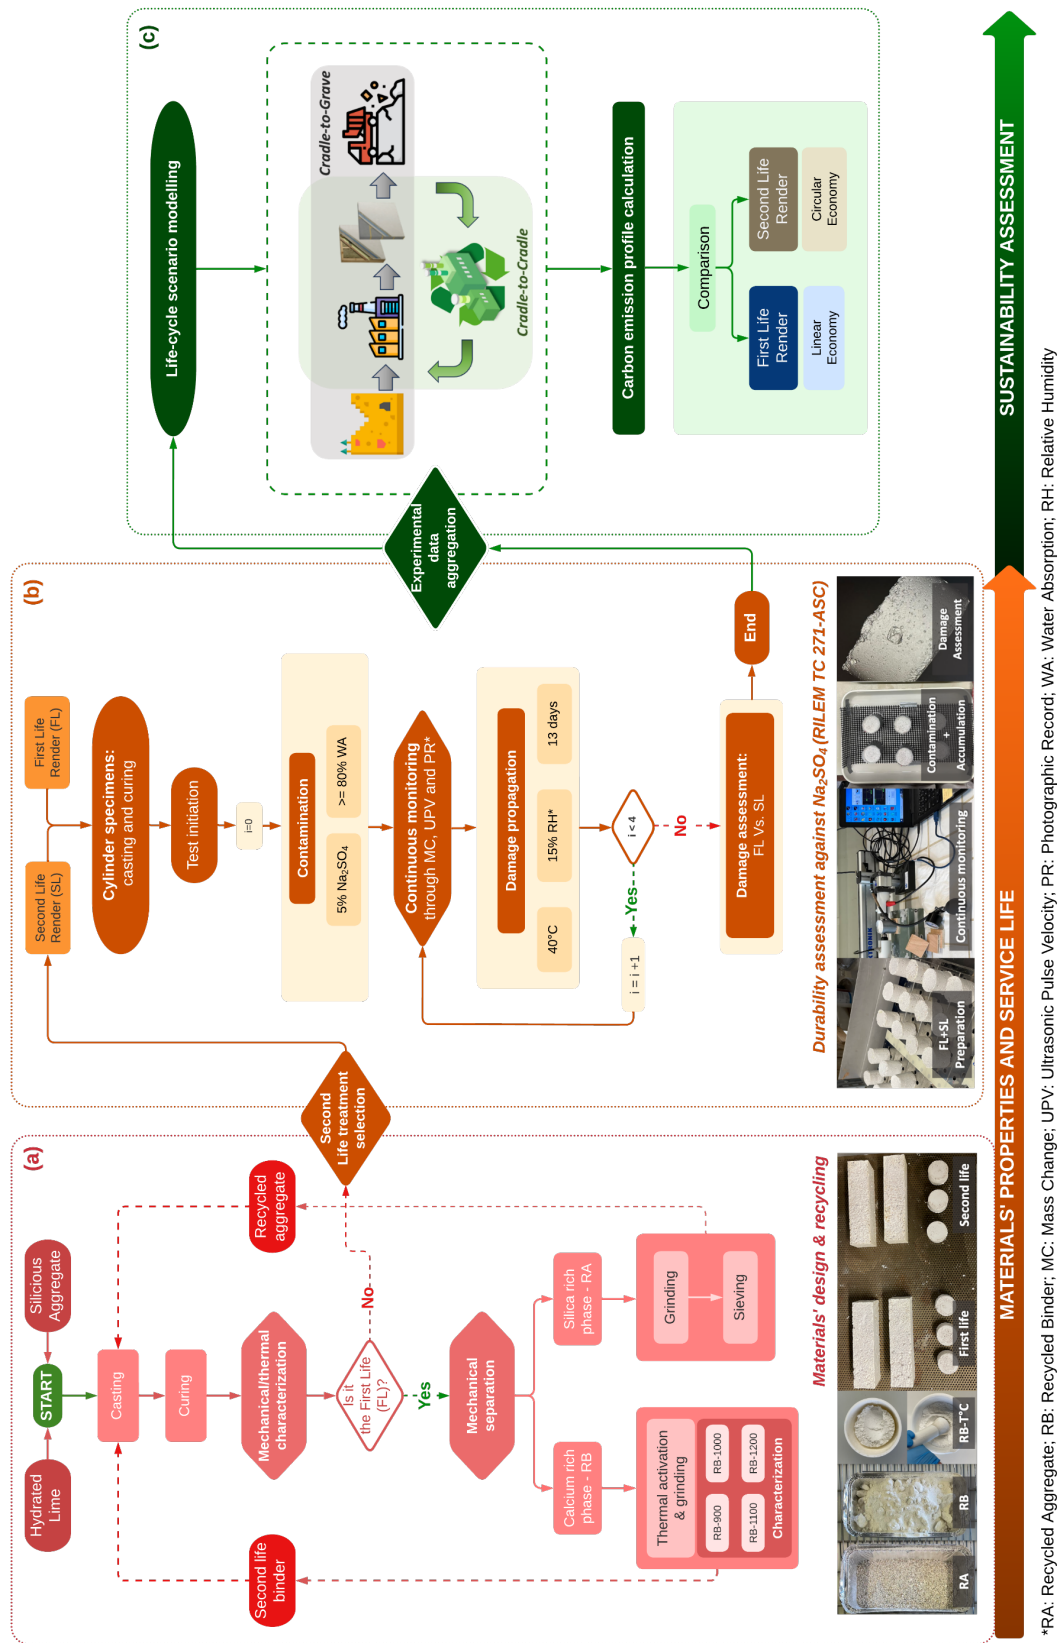 (a)
Hydrated
Lime
START
Silicious
Aggregate
Casting
Curing
Second life
binder
Recycled
aggregate
Mechanical/thermal
characterization
Is it
the First Life
(FL)?
No
Yes
Mechanical
separation
Calcium rich
phase - RB
Silica rich
phase - RA
Thermal activation
& grinding
RB-900
RB-1000
RB-1100
RB-1200
Characterization
Grinding
Sieving
Materials' design & recycling
RA
RB
RB-T°C
First life
Second life
Second
Life treatment
selection
(b)
Second Life
Render (SL)
First Life
Render (FL)
Cylinder specimens:
casting and curing
Test initiation
i=0
Contamination
5% Na₂SO₄
>= 80% WA
Continuous monitoring
through MC, UPV and PR*
Damage propagation
40°C
15% RH*
13 days
i < 4
Yes
i = i +1
No
Damage assessment:
FL Vs. SL
End
Durability assessment against Na₂SO₄ (RILEM TC 271-ASC)
FL+SL
Preparation
Continuous monitoring
Contamination
+
Accumulation
Damage
Assessment
Experimental
data
aggregation
(c)
Life-cycle scenario modelling
Cradle-to-Grave
Cradle-to-Cradle
Carbon emission profile calculation
Comparison
First Life
Render
Second Life
Render
Linear
Economy
Circular
Economy
MATERIALS' PROPERTIES AND SERVICE LIFE
SUSTAINABILITY ASSESSMENT
*RA: Recycled Aggregate; RB: Recycled Binder; MC: Mass Change; UPV: Ultrasonic Pulse Velocity; PR: Photographic Record; WA: Water Absorption; RH: Relative Humidity